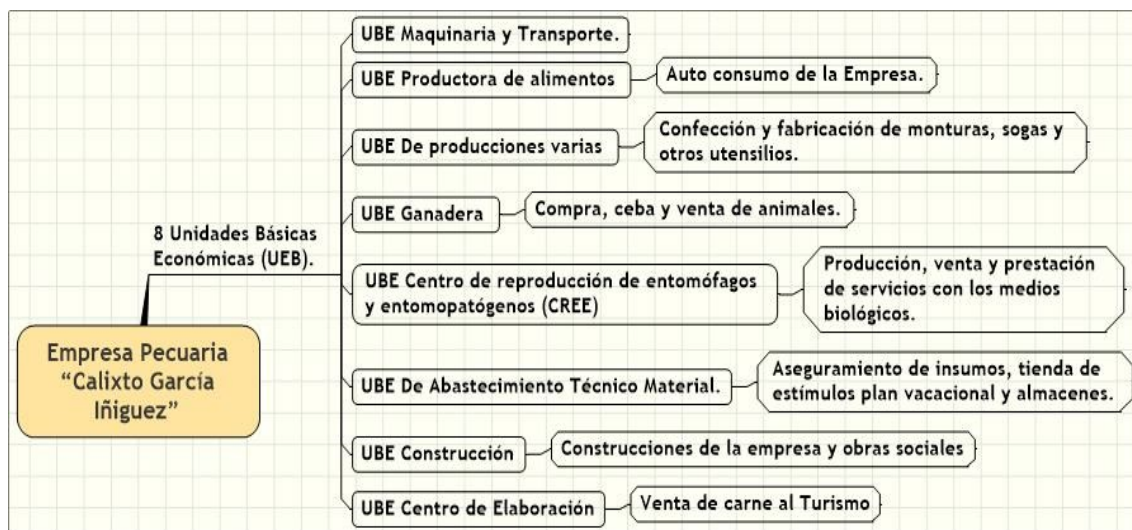 UBE Maquinaria y Transporte.
UBE Productora de alimentos
Auto consumo de la Empresa.
UBE De producciones varias
Confección y fabricación de monturas, sogas y
otros utensilios.
UBE Ganadera
Compra, ceba y venta de animales.
8 Unidades Básicas
Económicas (UEB).
UBE Centro de reproducción de entomófagos
y entomopatógenos (CREE)
Producción, venta y prestación
de servicios con los medios
biológicos.
Empresa Pecuaria
“Calixto García
Iñiguez”
UBE De Abastecimiento Técnico Material.
Aseguramiento de insumos, tienda de
estímulos plan vacacional y almacenes.
UBE Construcción
Construcciones de la empresa y obras sociales
UBE Centro de Elaboración
Venta de carne al Turismo